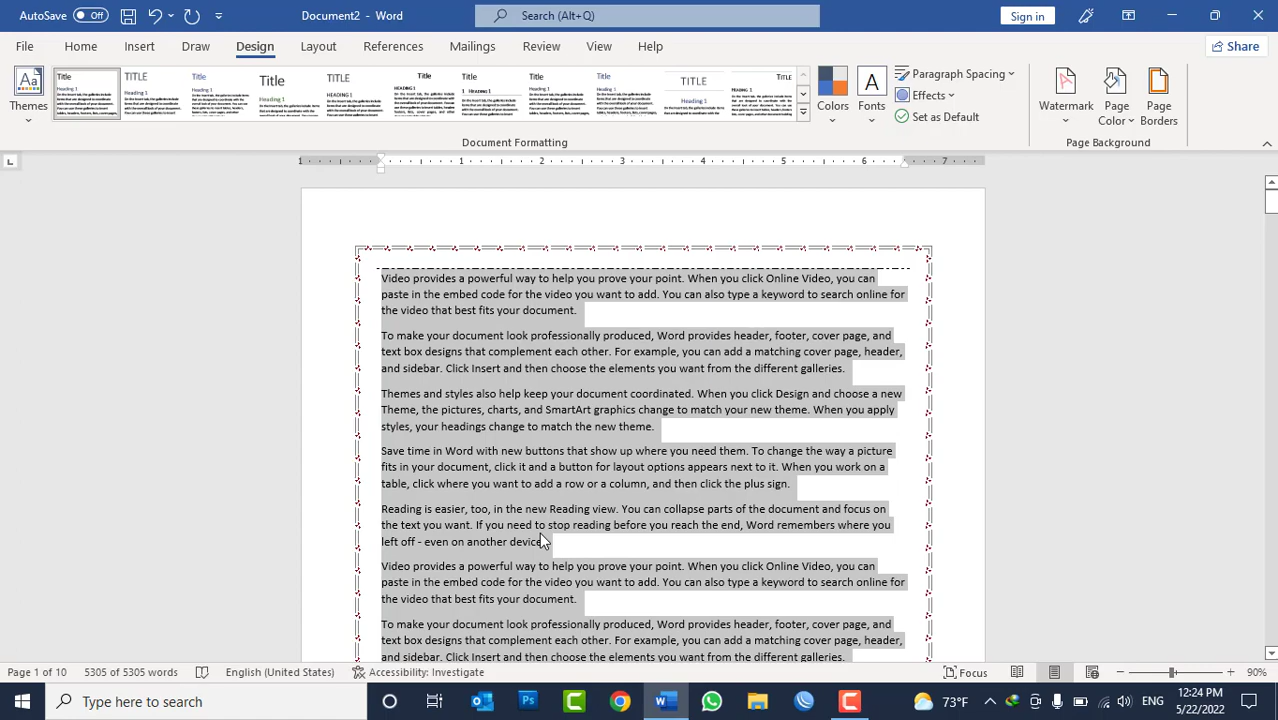 AutoSave Off Document2 - Word Search (Alt+Q) Sign in
File Home Insert Draw Design Layout References Mailings Review View Help Share
Aa Title TITLE Title TITLE TITLE TITLE TITLE TITLE TITLE TITLE TITLE A Paragraph Spacing
Heading 1 Heading 1 Heading 1 Heading 1 Heading 1 HEADING 1 1 Heading 1 Heading 1 Heading 1 Heading 1 HEADING 1 Effects
Themes Colors Fonts Set as Default Watermark Page Color Page Borders
Document Formatting Page Background
1 1 2 3 4 5 6 7
Video provides a powerful way to help you prove your point. When you click Online Video, you can
paste in the embed code for the video you want to add. You can also type a keyword to search online for
the video that best fits your document.
To make your document look professionally produced, Word provides header, footer, cover page, and
text box designs that complement each other. For example, you can add a matching cover page, header,
and sidebar. Click Insert and then choose the elements you want from the different galleries.
Themes and styles also help keep your document coordinated. When you click Design and choose a new
Theme, the pictures, charts, and SmartArt graphics change to match your new theme. When you apply
styles, your headings change to match the new theme.
Save time in Word with new buttons that show up where you need them. To change the way a picture
fits in your document, click it and a button for layout options appears next to it. When you work on a
table, click where you want to add a row or a column, and then click the plus sign.
Reading is easier, too, in the new Reading view. You can collapse parts of the document and focus on
the text you want. If you need to stop reading before you reach the end, Word remembers where you
left off - even on another device.
Video provides a powerful way to help you prove your point. When you click Online Video, you can
paste in the embed code for the video you want to add. You can also type a keyword to search online for
the video that best fits your document.
To make your document look professionally produced, Word provides header, footer, cover page, and
text box designs that complement each other. For example, you can add a matching cover page, header,
and sidebar. Click Insert and then choose the elements you want from the different galleries.
Page 1 of 10 5305 of 5305 words English (United States) Accessibility: Investigate Focus 90%
Type here to search 73°F ENG 12:24 PM
5/22/2022